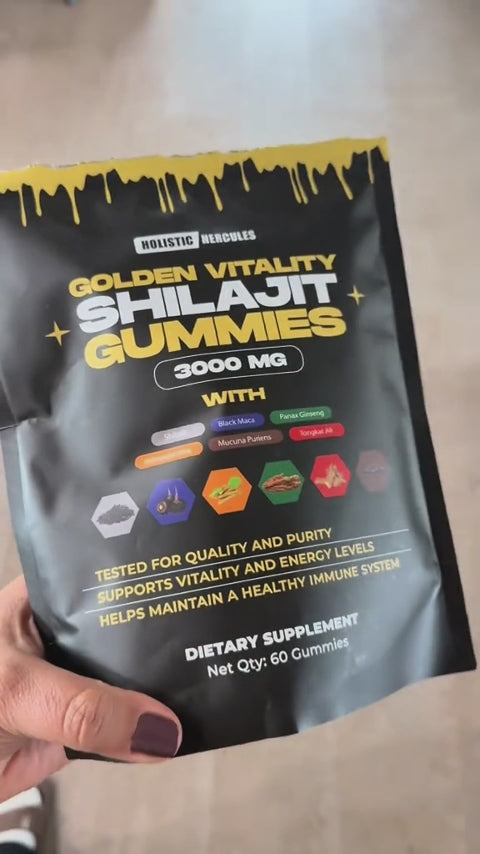 HOLISTIC HERCULES
GOLDEN VITALITY
SHILAJIT
GUMMIES
3000 MG
WITH
Shilajit Black Maca Panax Ginseng
Mucuna Puriens Tongkat Ali
TESTED FOR QUALITY AND PURITY
SUPPORTS VITALITY AND ENERGY LEVELS
HELPS MAINTAIN A HEALTHY IMMUNE SYSTEM
DIETARY SUPPLEMENT
Net Qty: 60 Gummies